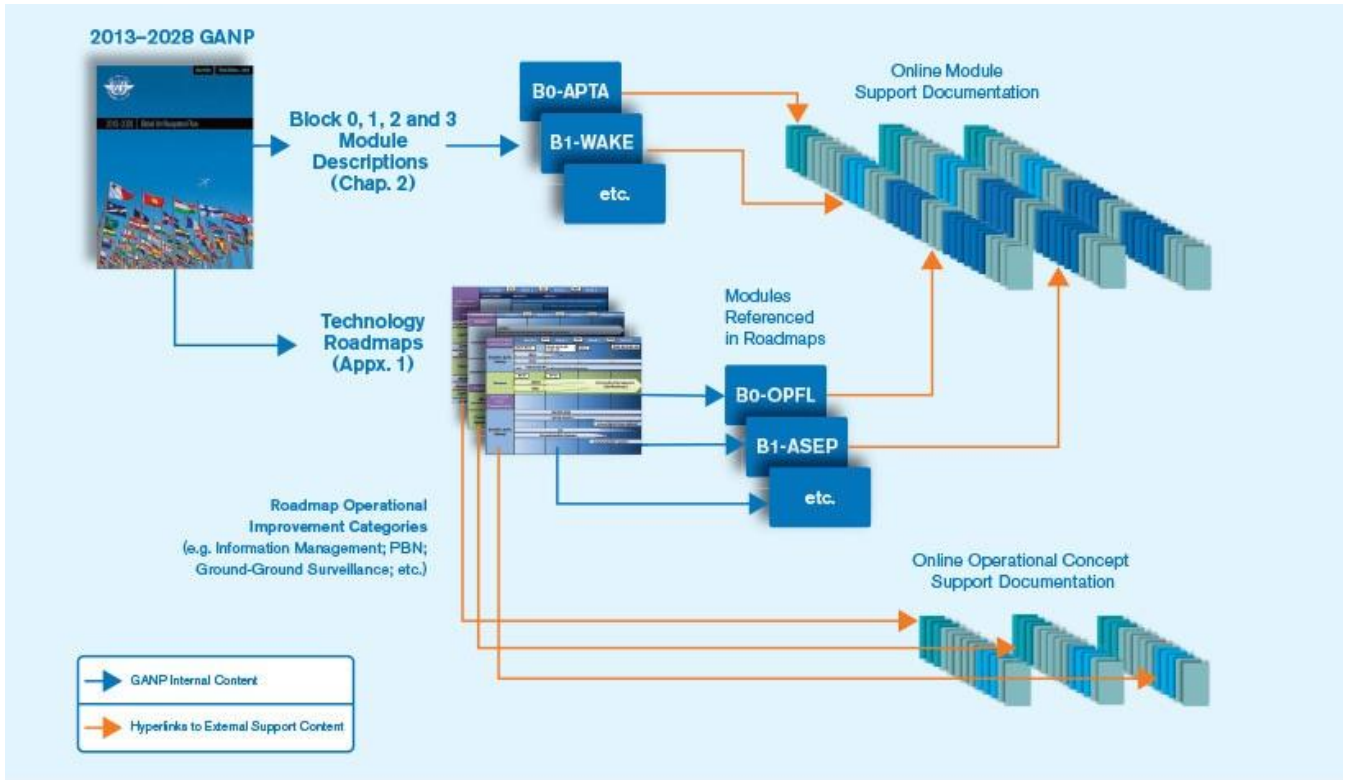 2013–2028 GANP
Block 0, 1, 2 and 3
Module
Descriptions
(Chap. 2)
B0-APTA
B1-WAKE
etc.
Online Module
Support Documentation
Technology
Roadmaps
(Appx. 1)
Modules
Referenced
in Roadmaps
B0-OPFL
B1-ASEP
etc.
Roadmap Operational
Improvement Categories
(e.g. Information Management; PBN;
Ground-Ground Surveillance; etc.)
Online Operational Concept
Support Documentation
GANP Internal Content
Hyperlinks to External Support Content